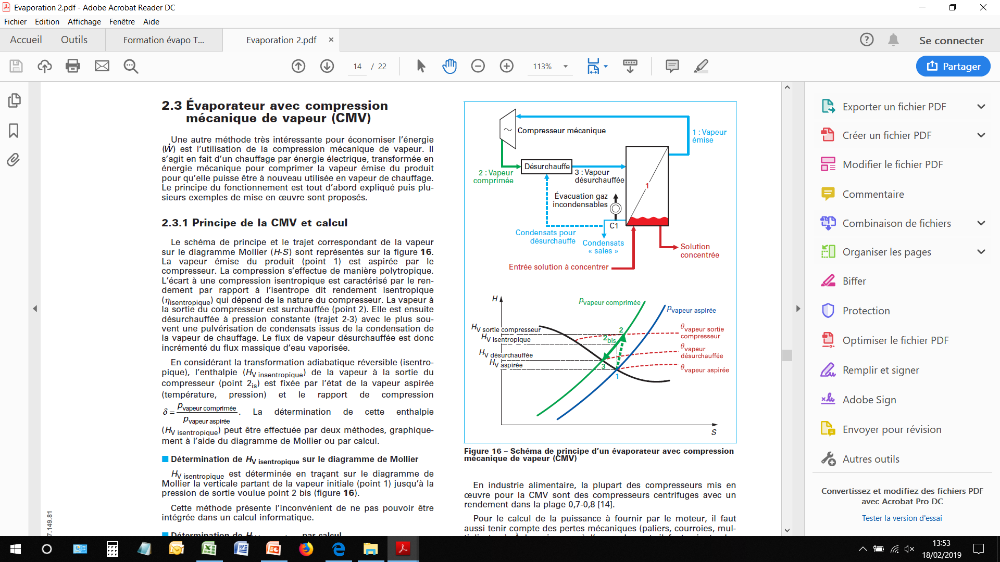 Evaporation 2.pdf - Adobe Acrobat Reader DC
Fichier Edition Affichage Fenêtre Aide
Accueil Outils Formation évapo T... Evaporation 2.pdf × Se connecter
14 / 22 113% Partager
2.3 Évaporateur avec compression
mécanique de vapeur (CMV)
Une autre méthode très intéressante pour économiser l’énergie
(Ẇ) est l’utilisation de la compression mécanique de vapeur. Il
s’agit en fait d’un chauffage par énergie électrique, transformée en
énergie mécanique pour comprimer la vapeur émise du produit
pour qu’elle puisse être à nouveau utilisée en vapeur de chauffage.
Le principe du fonctionnement est tout d’abord expliqué puis plu-
sieurs exemples de mise en œuvre sont proposés.
2.3.1 Principe de la CMV et calcul
Le schéma de principe et le trajet correspondant de la vapeur
sur le diagramme Mollier (H-S) sont représentés sur la figure 16.
La vapeur émise du produit (point 1) est aspirée par le
compresseur. La compression s’effectue de manière polytropique.
L’écart à une compression isentropique est caractérisé par le ren-
dement par rapport à l’isentrope dit rendement isentropique
(ηisentropique) qui dépend de la nature du compresseur. La vapeur à
la sortie du compresseur est surchauffée (point 2). Elle est ensuite
désurchauffée à pression constante (trajet 2-3) avec le plus sou-
vent une pulvérisation de condensats issus de la condensation de
la vapeur de chauffage. Le flux de vapeur désurchauffée est donc
incrémenté du flux massique d’eau vaporisée.
En considérant la transformation adiabatique réversible (isentro-
pique), l’enthalpie (HV insentropique) de la vapeur à la sortie du
compresseur (point 2is) est fixée par l’état de la vapeur aspirée
(température, pression) et le rapport de compression
δ = pvapeur comprimée / pvapeur aspirée. La détermination de cette enthalpie
(HV isentropique) peut être effectuée par deux méthodes, graphique-
ment à l’aide du diagramme de Mollier ou par calcul.
Détermination de HV isentropique sur le diagramme de Mollier
HV isentropique est déterminée en traçant sur le diagramme de
Mollier la verticale partant de la vapeur initiale (point 1) jusqu’à la
pression de sortie voulue point 2 bis (figure 16).
Cette méthode présente l’inconvénient de ne pas pouvoir être
intégrée dans un calcul informatique.
Détermination de par calcul
7.149.81
Compresseur mécanique
1 : Vapeur
émise
Désurchauffe
2 : Vapeur
comprimée
3 : Vapeur
désurchauffée
1
Évacuation gaz
incondensables
C1
Condensats pour
désurchauffe
Condensats
« sales »
Solution
concentrée
Entrée solution à concentrer
H
pvapeur comprimée
pvapeur aspirée
HV sortie compresseur
HV isentropique
HV désurchauffée
HV aspirée
2
2bis
3
1
θvapeur sortie
compresseur
θvapeur
désurchauffée
θvapeur aspirée
S
Figure 16 – Schéma de principe d’un évaporateur avec compression
mécanique de vapeur (CMV)
En industrie alimentaire, la plupart des compresseurs mis en
œuvre pour la CMV sont des compresseurs centrifuges avec un
rendement dans la plage 0,7-0,8 [14].
Pour le calcul de la puissance à fournir par le moteur, il faut
aussi tenir compte des pertes mécaniques (paliers, courroies, mul-
Exporter un fichier PDF
Créer un fichier PDF
Modifier le fichier PDF
Commentaire
Combinaison de fichiers
Organiser les pages
Biffer
Protection
Optimiser le fichier PDF
Remplir et signer
Adobe Sign
Envoyer pour révision
Autres outils
Convertissez et modifiez des fichiers PDF
avec Acrobat Pro DC
Tester la version d'essai
13:53
18/02/2019